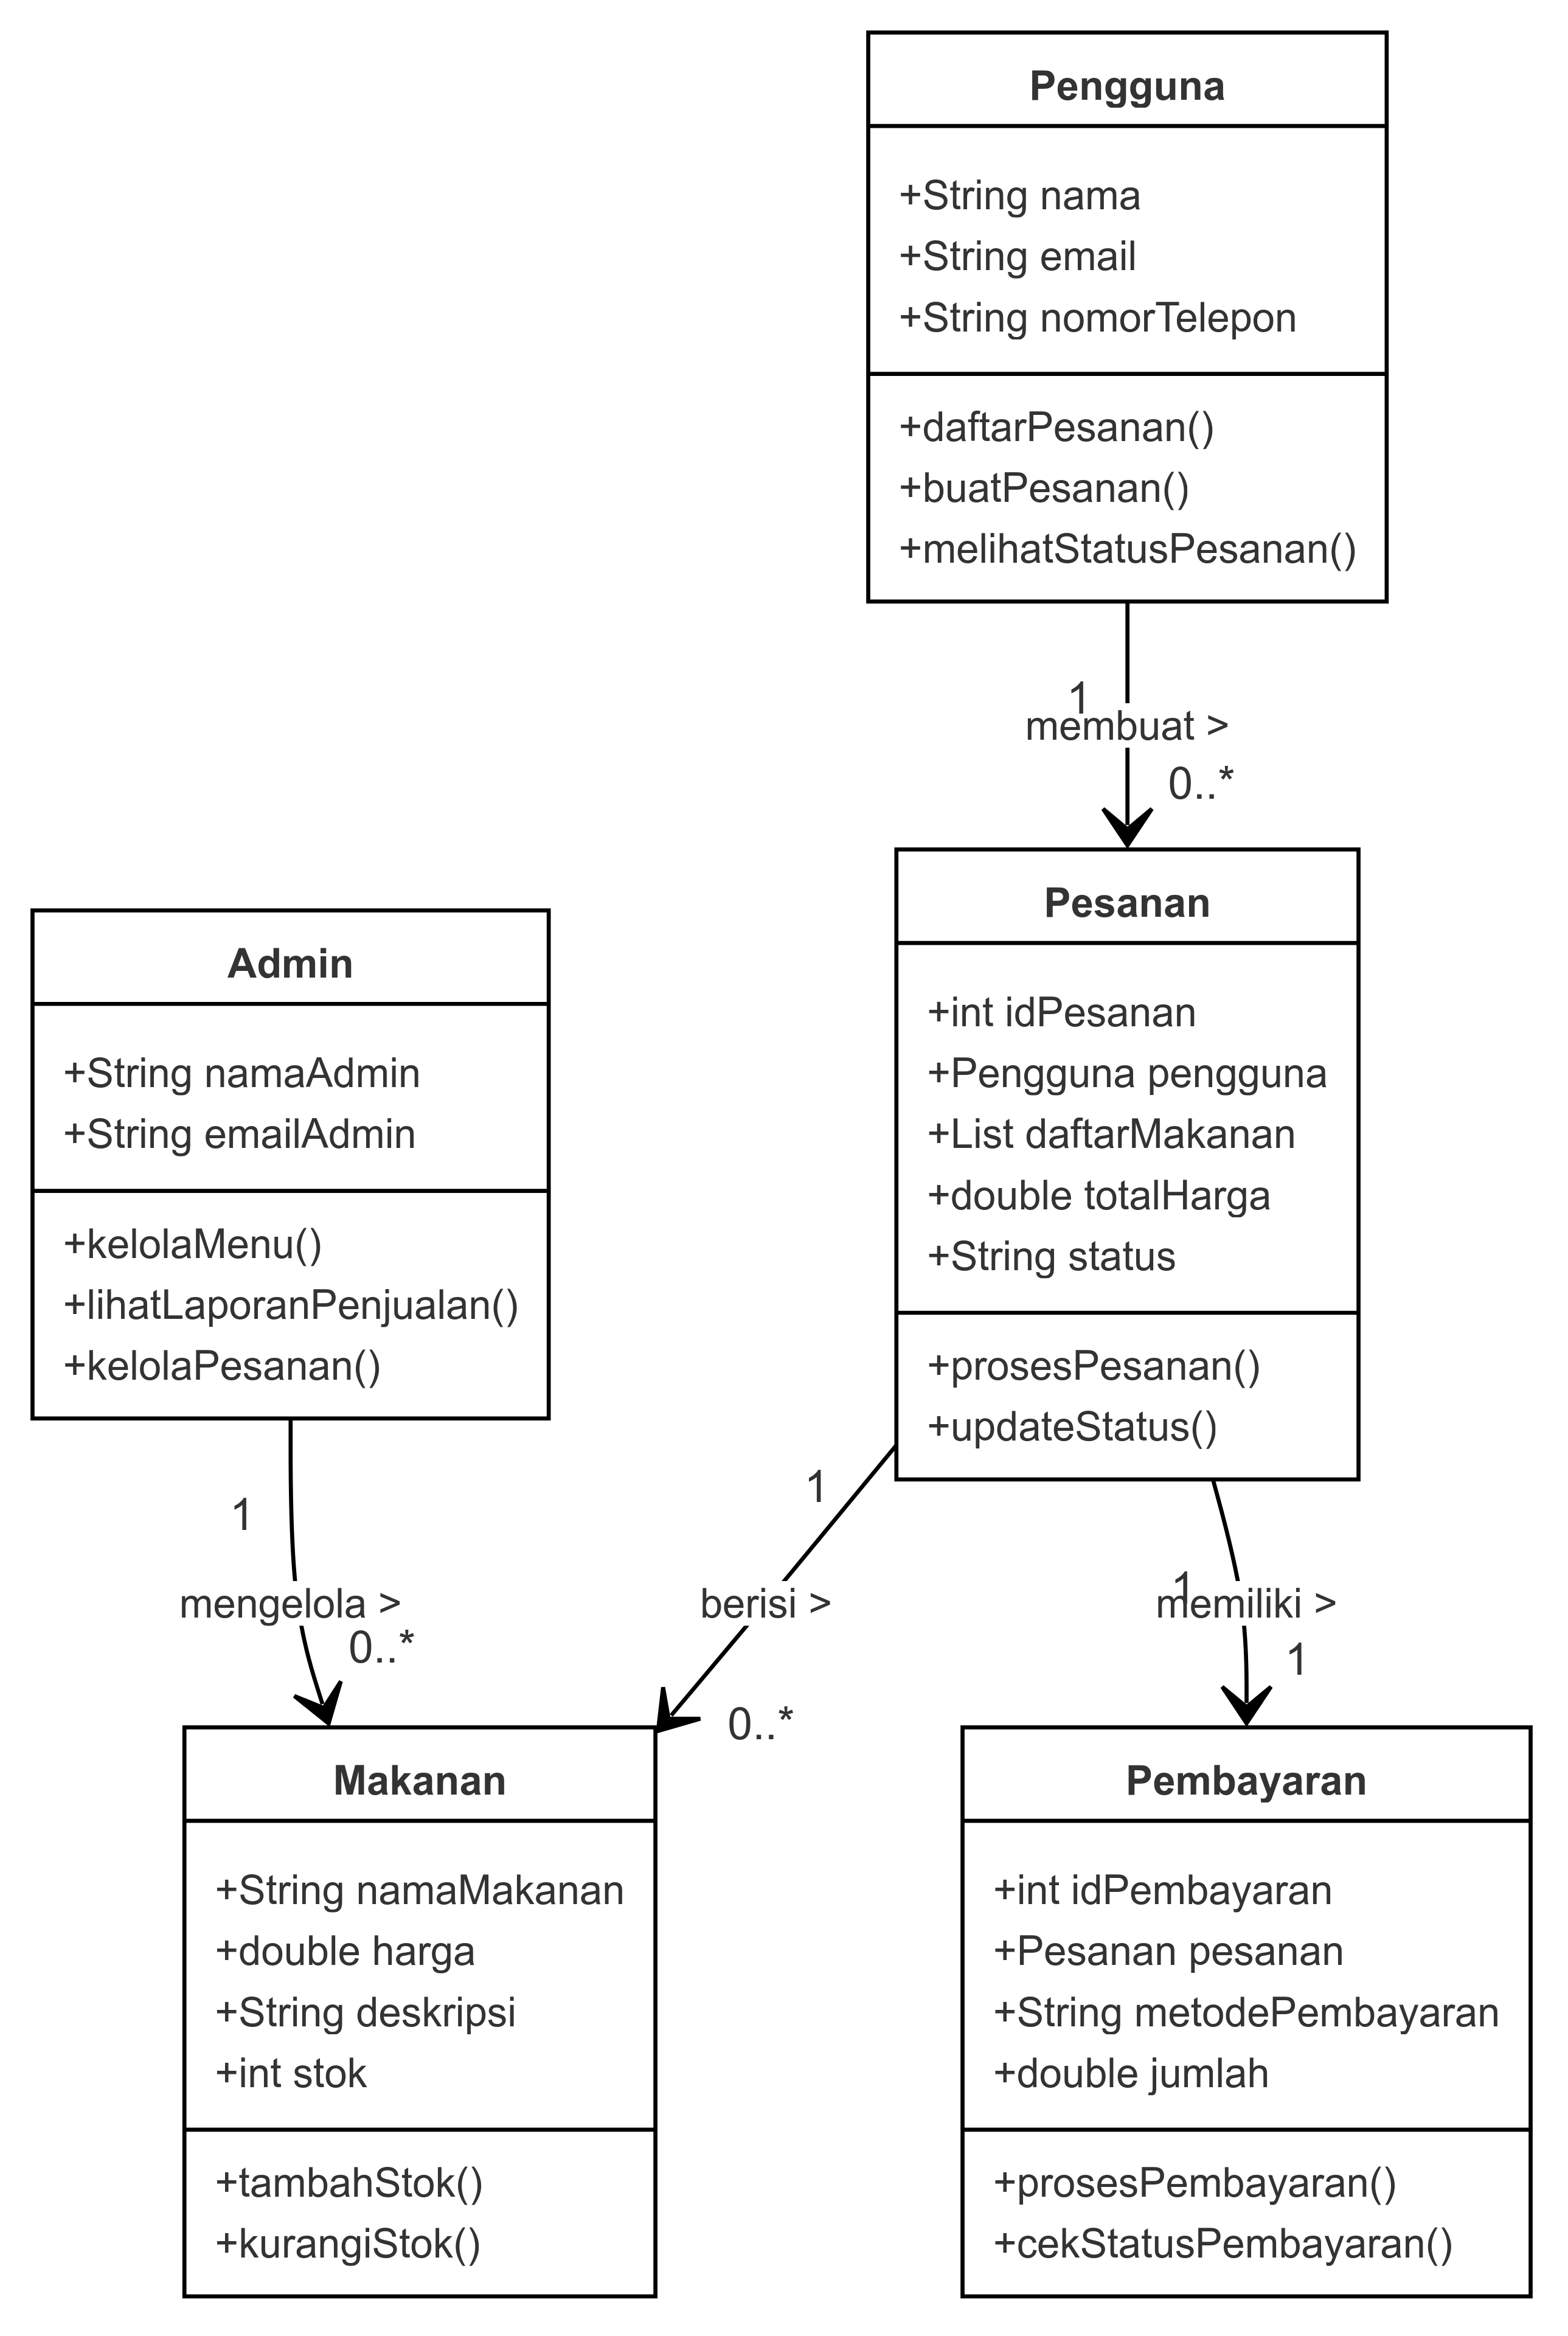 Pengguna
+String nama
+String email
+String nomorTelepon
+daftarPesanan()
+buatPesanan()
+melihatStatusPesanan()
1
membuat >
0..*
Pesanan
+int idPesanan
+Pengguna pengguna
+List daftarMakanan
+double totalHarga
+String status
+prosesPesanan()
+updateStatus()
Admin
+String namaAdmin
+String emailAdmin
+kelolaMenu()
+lihatLaporanPenjualan()
+kelolaPesanan()
1
mengelola >
0..*
1
berisi >
0..*
1
memiliki >
1
Makanan
+String namaMakanan
+double harga
+String deskripsi
+int stok
+tambahStok()
+kurangiStok()
Pembayaran
+int idPembayaran
+Pesanan pesanan
+String metodePembayaran
+double jumlah
+prosesPembayaran()
+cekStatusPembayaran()